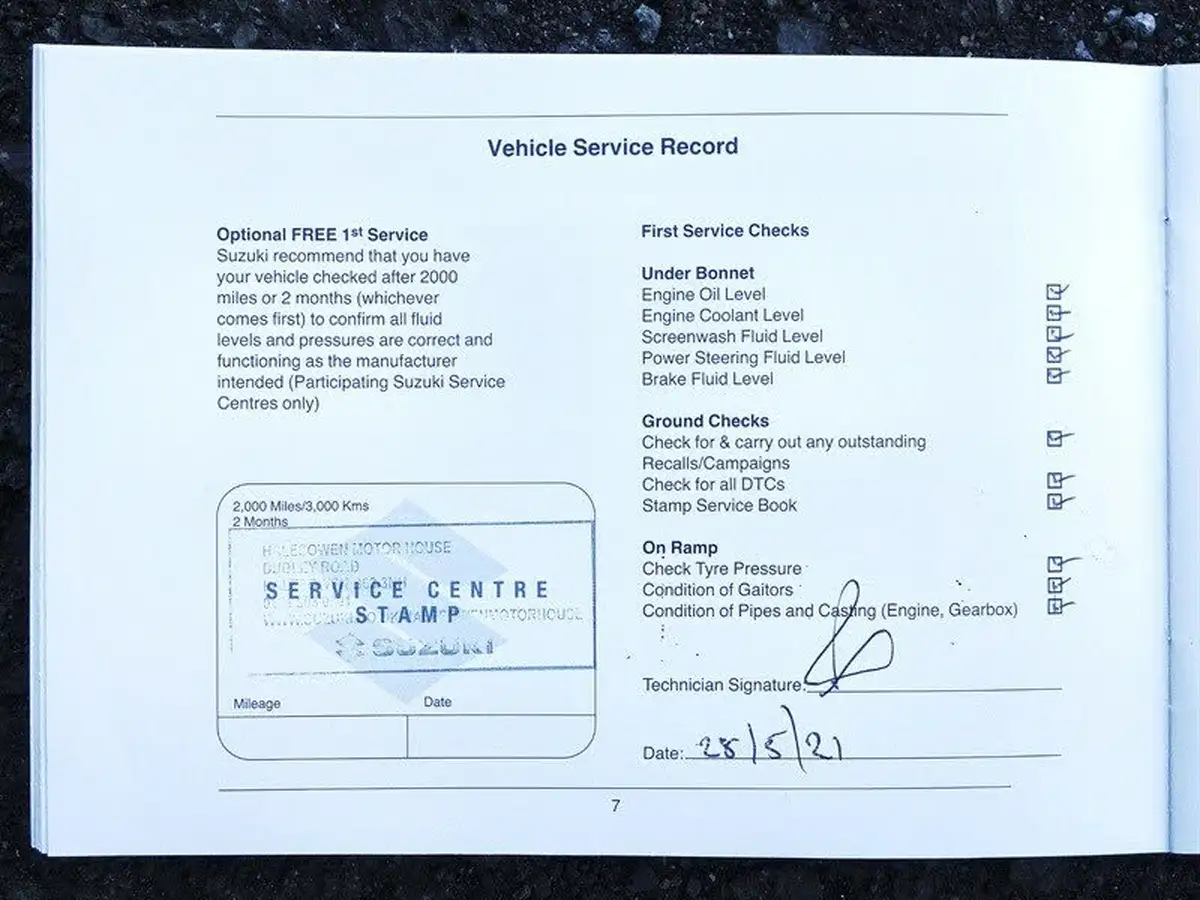 Vehicle Service Record
Optional FREE 1st Service
Suzuki recommend that you have
your vehicle checked after 2000
miles or 2 months (whichever
comes first) to confirm all fluid
levels and pressures are correct and
functioning as the manufacturer
intended (Participating Suzuki Service
Centres only)
2,000 Miles/3,000 Kms
2 Months
HALESOWEN MOTOR HOUSE
DUDLEY ROAD
SERVICE CENTRE
STAMP
SUZUKI
Mileage Date
First Service Checks
Under Bonnet
Engine Oil Level
Engine Coolant Level
Screenwash Fluid Level
Power Steering Fluid Level
Brake Fluid Level
Ground Checks
Check for & carry out any outstanding
Recalls/Campaigns
Check for all DTCs
Stamp Service Book
On Ramp
Check Tyre Pressure
Condition of Gaitors
Condition of Pipes and Casting (Engine, Gearbox)
Technician Signature:
Date: 28/5/21
7